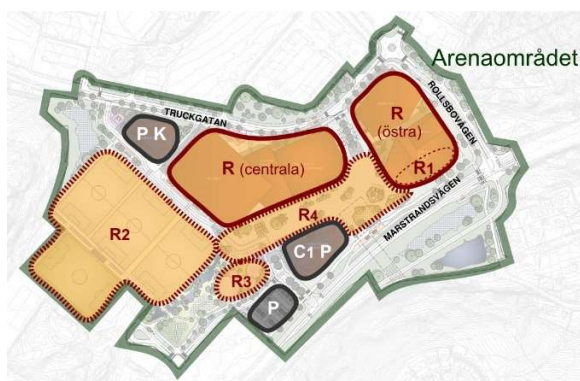 Arenaområdet
TRUCKGATAN
ROLLSBOVÄGEN
P K
R
(östra)
R (centrala)
R1
R4
MARSTRANDSVÄGEN
R2
C1 P
R3
P